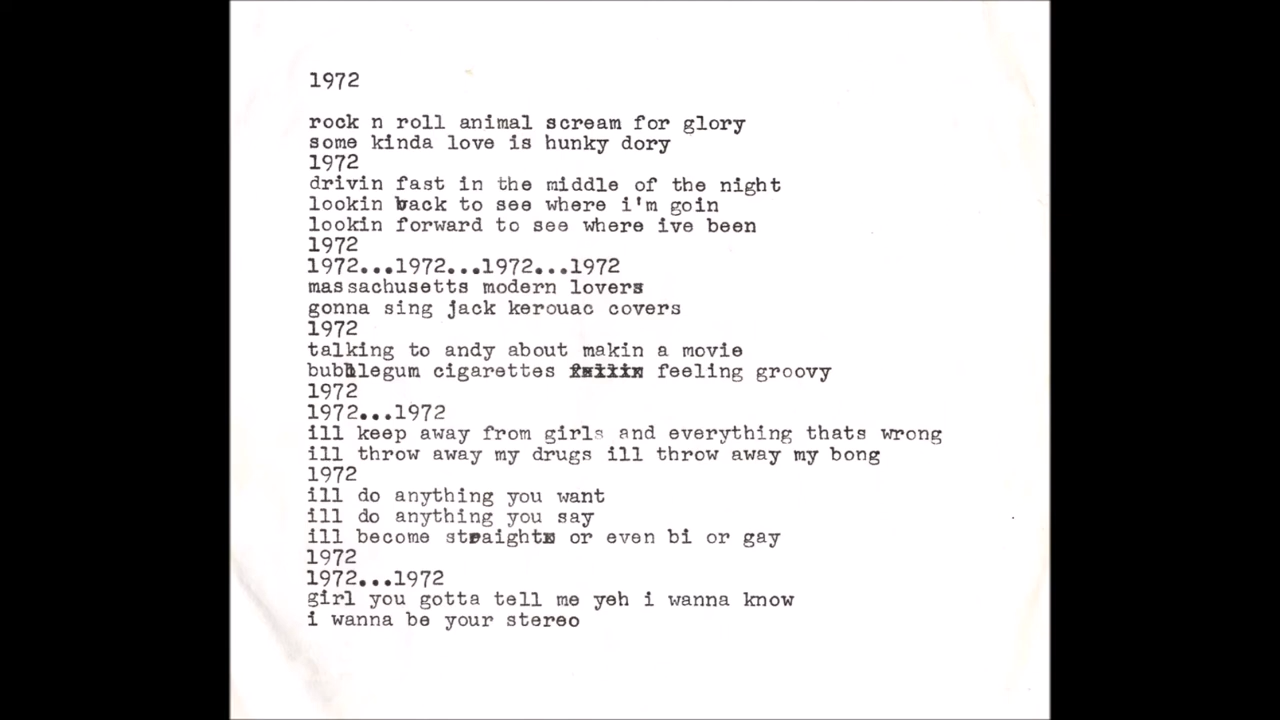 1972
rock n roll animal scream for glory
some kinda love is hunky dory
1972
drivin fast in the middle of the night
lookin back to see where i'm goin
lookin forward to see where ive been
1972
1972...1972...1972...1972
massachusetts modern lovers
gonna sing jack kerouac covers
1972
talking to andy about makin a movie
bubblegum cigarettes feeling groovy
1972
1972...1972
ill keep away from girls and everything thats wrong
ill throw away my drugs ill throw away my bong
1972
ill do anything you want
ill do anything you say
ill become straight or even bi or gay
1972
1972...1972
girl you gotta tell me yeh i wanna know
i wanna be your stereo